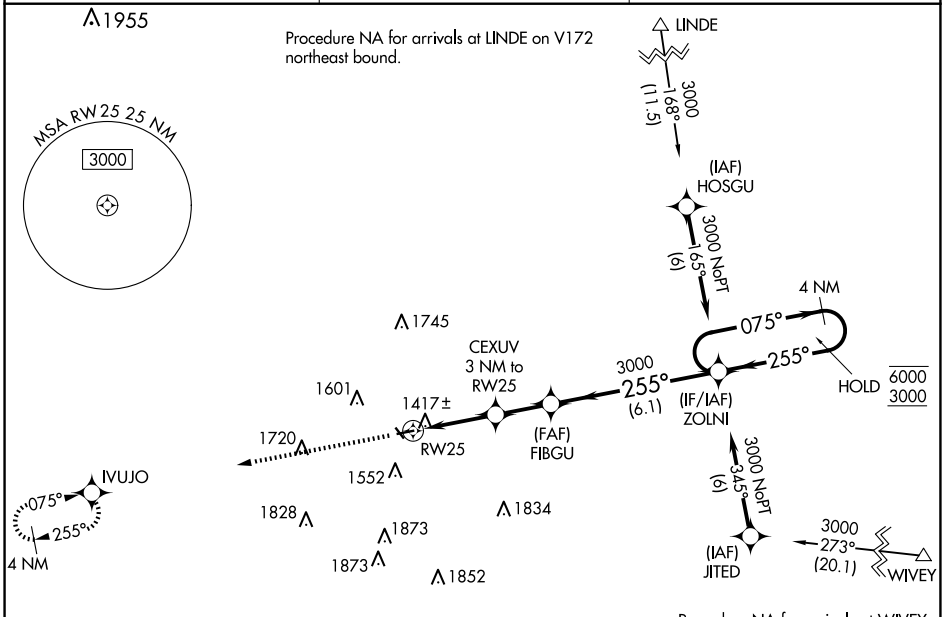 1955
Procedure NA for arrivals at LINDE on V172
northeast bound.
LINDE
3000
168°
(11.5)
MSA RW25 25 NM
3000
(IAF)
HOSGU
3000 NoPT
165°
(6)
4 NM
075°
255°
HOLD
6000
3000
1745
CEXUV
3 NM to
RW25
3000
255°
(6.1)
(IF/IAF)
ZOLNI
1601
1417±
(FAF)
FIBGU
RW25
1720
1552
IVUJO
075°
255°
4 NM
1828
1834
1873
1873
1852
3000 NoPT
345°
(6)
(IAF)
JITED
3000
273°
(20.1)
WIVEY